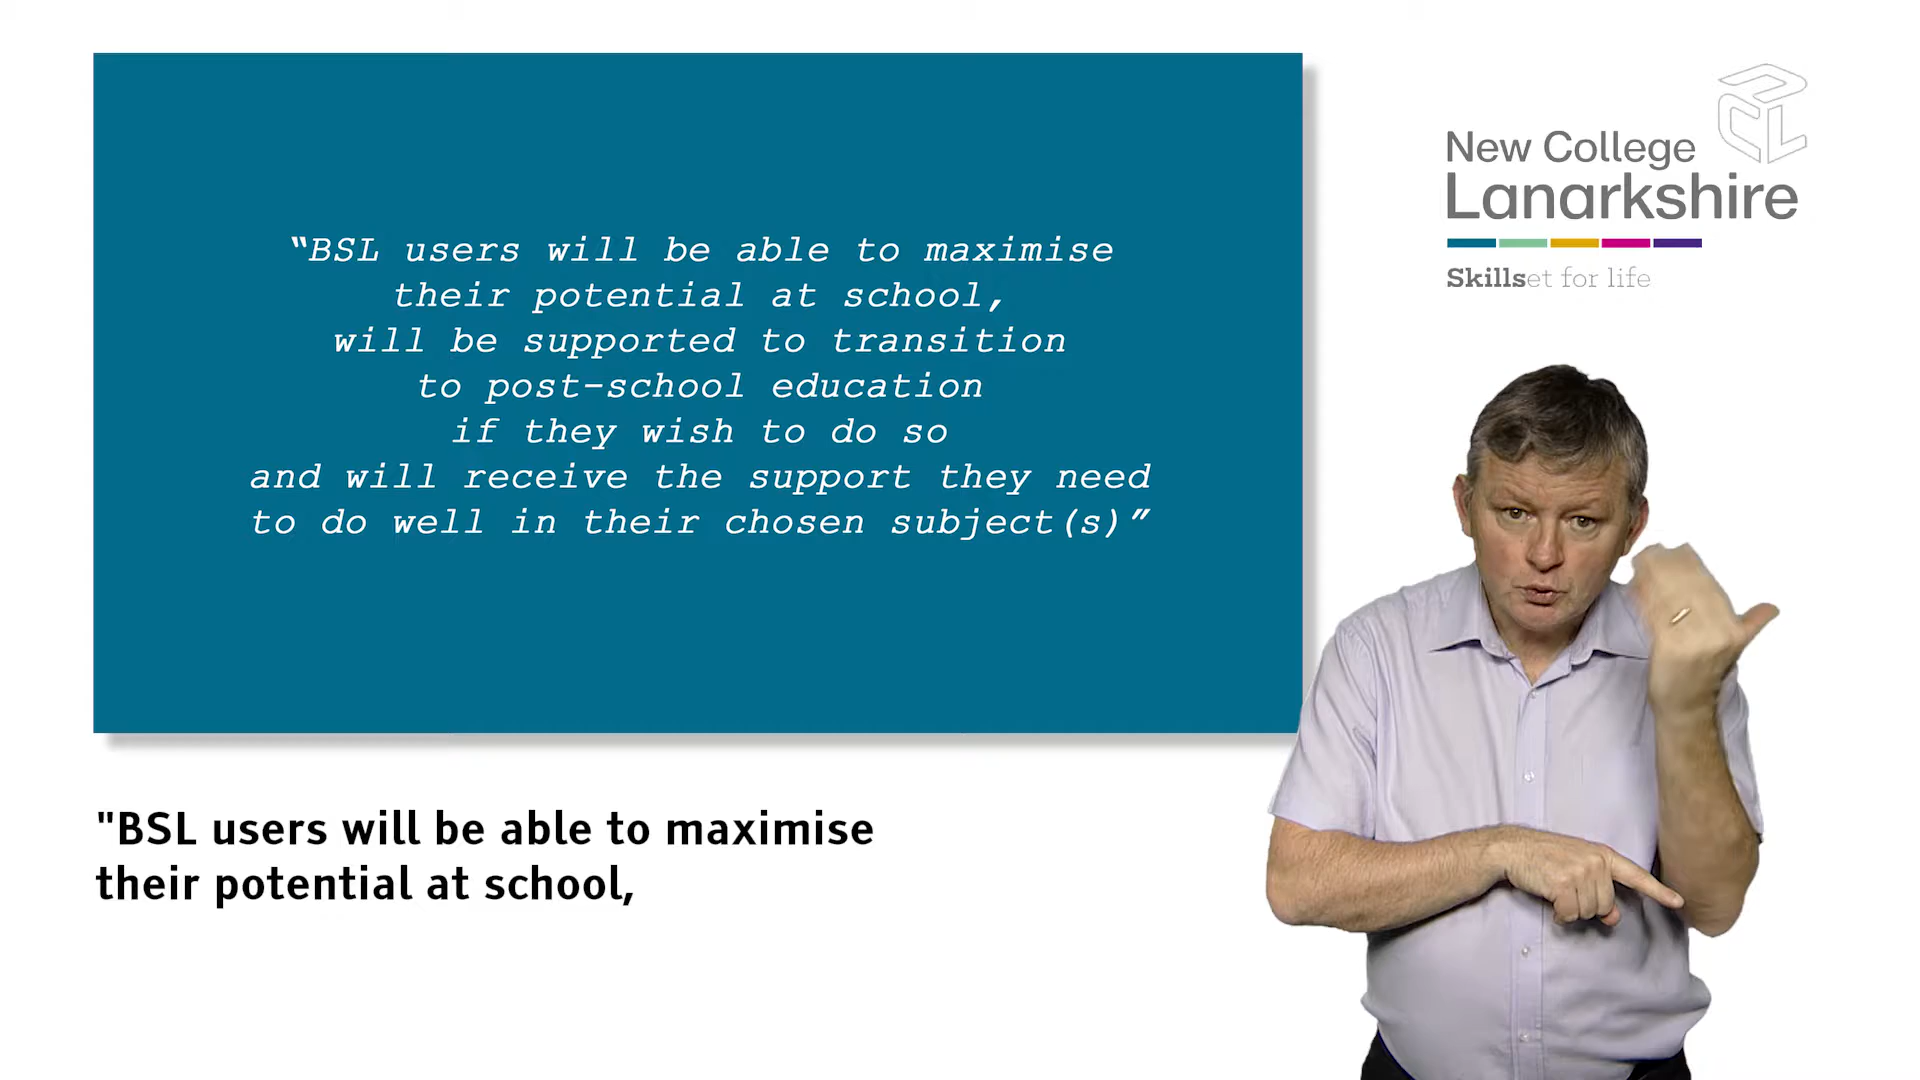 “BSL users will be able to maximise
their potential at school,
will be supported to transition
to post-school education
if they wish to do so
and will receive the support they need
to do well in their chosen subject(s)”
NCL
New College
Lanarkshire
Skillset for life
"BSL users will be able to maximise
their potential at school,